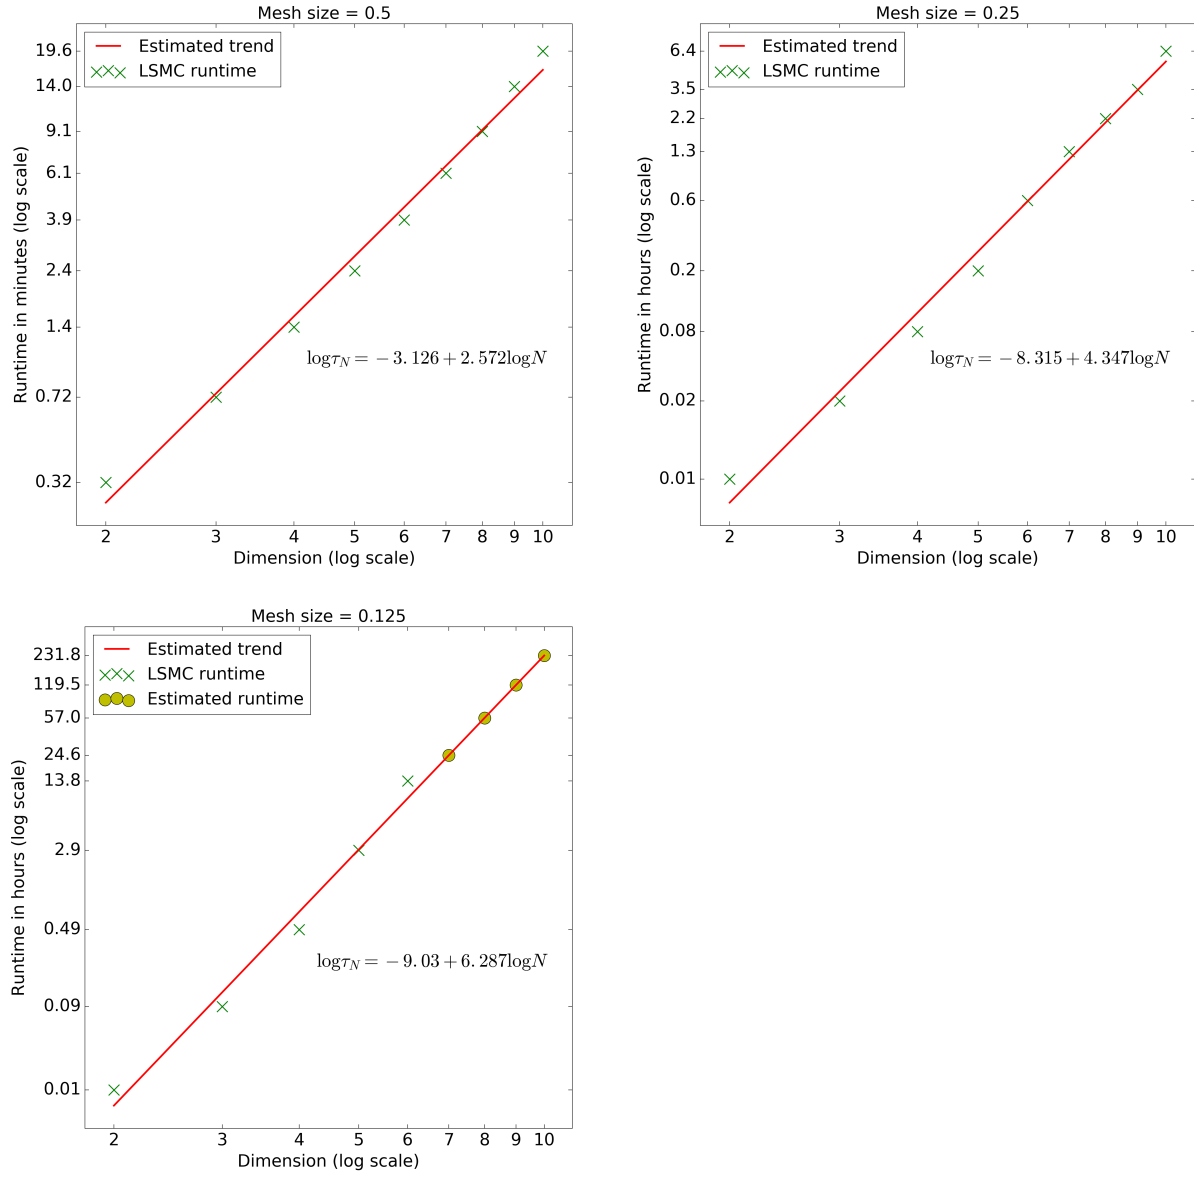 Mesh size = 0.5
Estimated trend
LSMC runtime
19.6
14.0
9.1
6.1
3.9
2.4
1.4
0.72
0.32
Runtime in minutes (log scale)
logτ_N = −3.126+2.572logN
2 3 4 5 6 7 8 9 10
Dimension (log scale)
Mesh size = 0.25
Estimated trend
LSMC runtime
6.4
3.5
2.2
1.3
0.6
0.2
0.08
0.02
0.01
Runtime in hours (log scale)
logτ_N = −8.315+4.347logN
2 3 4 5 6 7 8 9 10
Dimension (log scale)
Mesh size = 0.125
Estimated trend
LSMC runtime
Estimated runtime
231.8
119.5
57.0
24.6
13.8
2.9
0.49
0.09
0.01
Runtime in hours (log scale)
logτ_N = −9.03+6.287logN
2 3 4 5 6 7 8 9 10
Dimension (log scale)